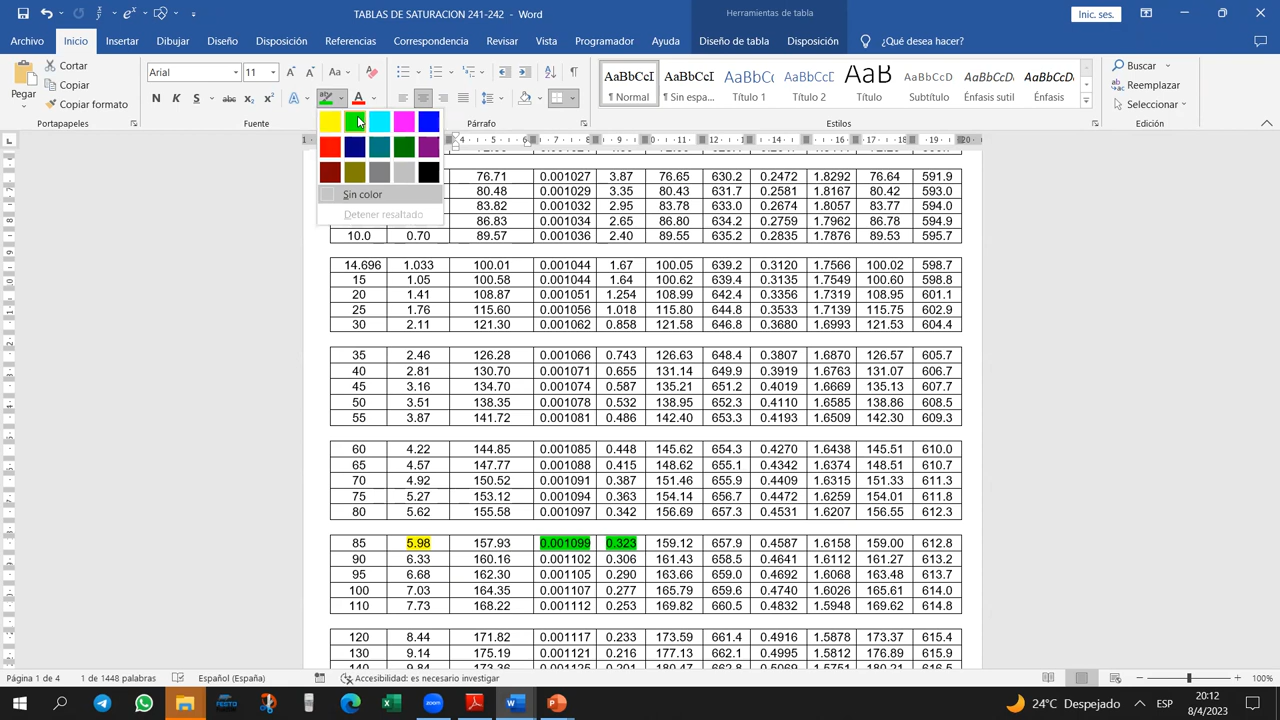 TABLAS DE SATURACION 241-242 - Word
Herramientas de tabla
Inic. ses.
Archivo Inicio Insertar Dibujar Diseño Disposición Referencias Correspondencia Revisar Vista Programador Ayuda Diseño de tabla Disposición ¿Qué desea hacer?
Pegar
Cortar
Copiar
Copiar formato
Portapapeles
Arial 11
Fuente
Párrafo
AaBbCcD AaBbCcD AaBbCc AaBbCcC AaB AaBbCcD AaBbCcD AaBbCcD
¶ Normal ¶ Sin espa... Título 1 Título 2 Título Subtítulo Énfasis sutil Énfasis
Estilos
Buscar
Reemplazar
Seleccionar
Edición
Sin color
Detener resaltado
76.71 0.001027 3.87 76.65 630.2 0.2472 1.8292 76.64 591.9
80.48 0.001029 3.35 80.43 631.7 0.2581 1.8167 80.42 593.0
83.82 0.001032 2.95 83.78 633.0 0.2674 1.8057 83.77 594.0
86.83 0.001034 2.65 86.80 634.2 0.2759 1.7962 86.78 594.9
10.0 0.70 89.57 0.001036 2.40 89.55 635.2 0.2835 1.7876 89.53 595.7
14.696 1.033 100.01 0.001044 1.67 100.05 639.2 0.3120 1.7566 100.02 598.7
15 1.05 100.58 0.001044 1.64 100.62 639.4 0.3135 1.7549 100.60 598.8
20 1.41 108.87 0.001051 1.254 108.99 642.4 0.3356 1.7319 108.95 601.1
25 1.76 115.60 0.001056 1.018 115.80 644.8 0.3533 1.7139 115.75 602.9
30 2.11 121.30 0.001062 0.858 121.58 646.8 0.3680 1.6993 121.53 604.4
35 2.46 126.28 0.001066 0.743 126.63 648.4 0.3807 1.6870 126.57 605.7
40 2.81 130.70 0.001071 0.655 131.14 649.9 0.3919 1.6763 131.07 606.7
45 3.16 134.70 0.001074 0.587 135.21 651.2 0.4019 1.6669 135.13 607.7
50 3.51 138.35 0.001078 0.532 138.95 652.3 0.4110 1.6585 138.86 608.5
55 3.87 141.72 0.001081 0.486 142.40 653.3 0.4193 1.6509 142.30 609.3
60 4.22 144.85 0.001085 0.448 145.62 654.3 0.4270 1.6438 145.51 610.0
65 4.57 147.77 0.001088 0.415 148.62 655.1 0.4342 1.6374 148.51 610.7
70 4.92 150.52 0.001091 0.387 151.46 655.9 0.4409 1.6315 151.33 611.3
75 5.27 153.12 0.001094 0.363 154.14 656.7 0.4472 1.6259 154.01 611.8
80 5.62 155.58 0.001097 0.342 156.69 657.3 0.4531 1.6207 156.55 612.3
85 5.98 157.93 0.001099 0.323 159.12 657.9 0.4587 1.6158 159.00 612.8
90 6.33 160.16 0.001102 0.306 161.43 658.5 0.4641 1.6112 161.27 613.2
95 6.68 162.30 0.001105 0.290 163.66 659.0 0.4692 1.6068 163.48 613.7
100 7.03 164.35 0.001107 0.277 165.79 659.6 0.4740 1.6026 165.61 614.0
110 7.73 168.22 0.001112 0.253 169.82 660.5 0.4832 1.5948 169.62 614.8
120 8.44 171.82 0.001117 0.233 173.59 661.4 0.4916 1.5878 173.37 615.4
130 9.14 175.19 0.001121 0.216 177.13 662.1 0.4995 1.5812 176.89 615.9
Página 1 de 4 1 de 1448 palabras Español (España) Accesibilidad: es necesario investigar 100%
FESTO zoom 24°C Despejado ESP
20:12
8/4/2023